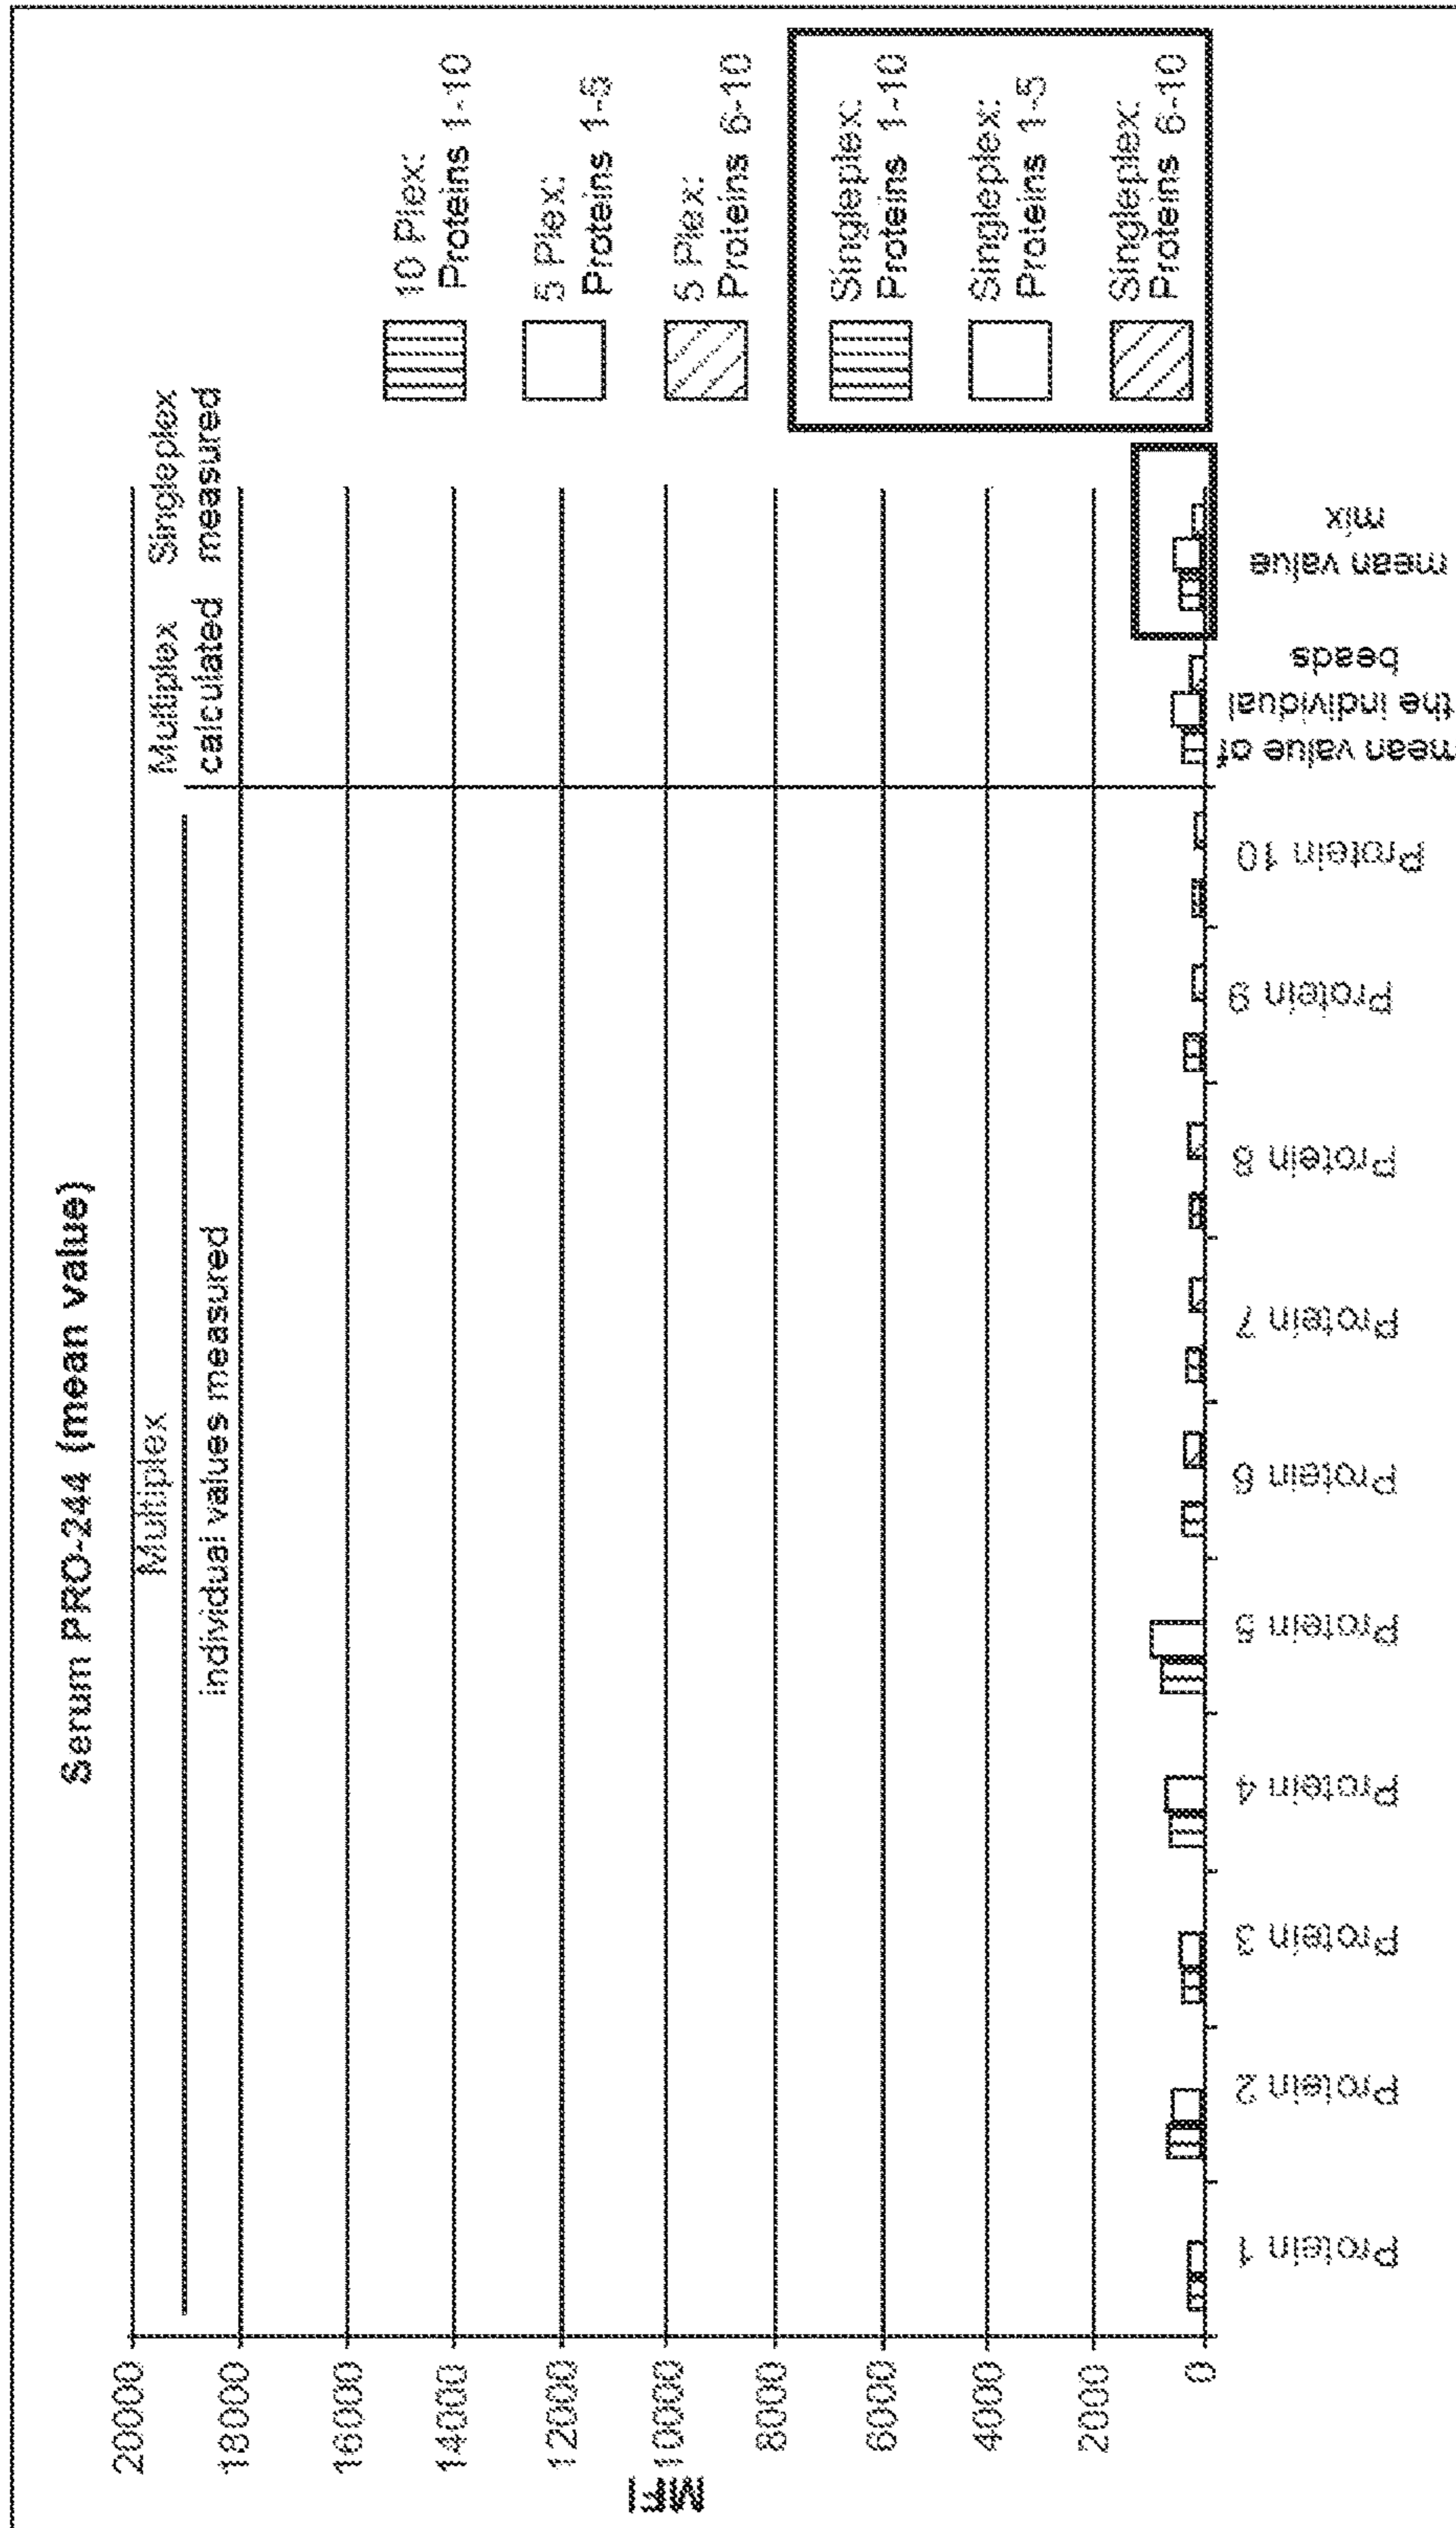 Serum PRO-244 (mean value)
Multiplex
individual values measured
Multiplex
calculated
Singleplex
measured
MFI
20000
18000
16000
14000
12000
10000
8000
6000
4000
2000
0
Protein 1
Protein 2
Protein 3
Protein 4
Protein 5
Protein 6
Protein 7
Protein 8
Protein 9
Protein 10
mean value of
the individual
beads
mean value
mix
10 Plex:
Proteins 1-10
5 Plex:
Proteins 1-5
5 Plex:
Proteins 6-10
Singleplex:
Proteins 1-10
Singleplex:
Proteins 1-5
Singleplex:
Proteins 6-10